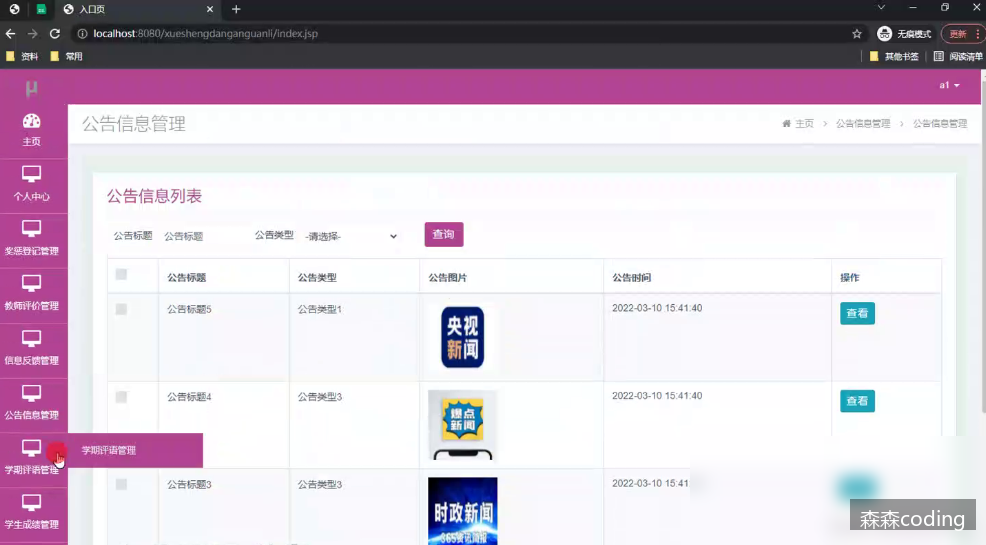 入口页
localhost:8080/xueshengdanganguanli/index.jsp
无痕模式
更新
资料
常用
其他书签
阅读清单
μ
a1
主页
个人中心
奖惩登记管理
教师评价管理
信息反馈管理
公告信息管理
学期评语管理
学期评语管理
学生成绩管理
公告信息管理
主页 > 公告信息管理 > 公告信息管理
公告信息列表
公告标题 公告标题 公告类型 -请选择- 查询
公告标题 公告类型 公告图片 公告时间 操作
公告标题5 公告类型1 央视新闻 2022-03-10 15:41:40 查看
公告标题4 公告类型3 爆点新闻 2022-03-10 15:41:40 查看
公告标题3 公告类型3 时政新闻 2022-03-10 15:41
365资讯简报
森森coding